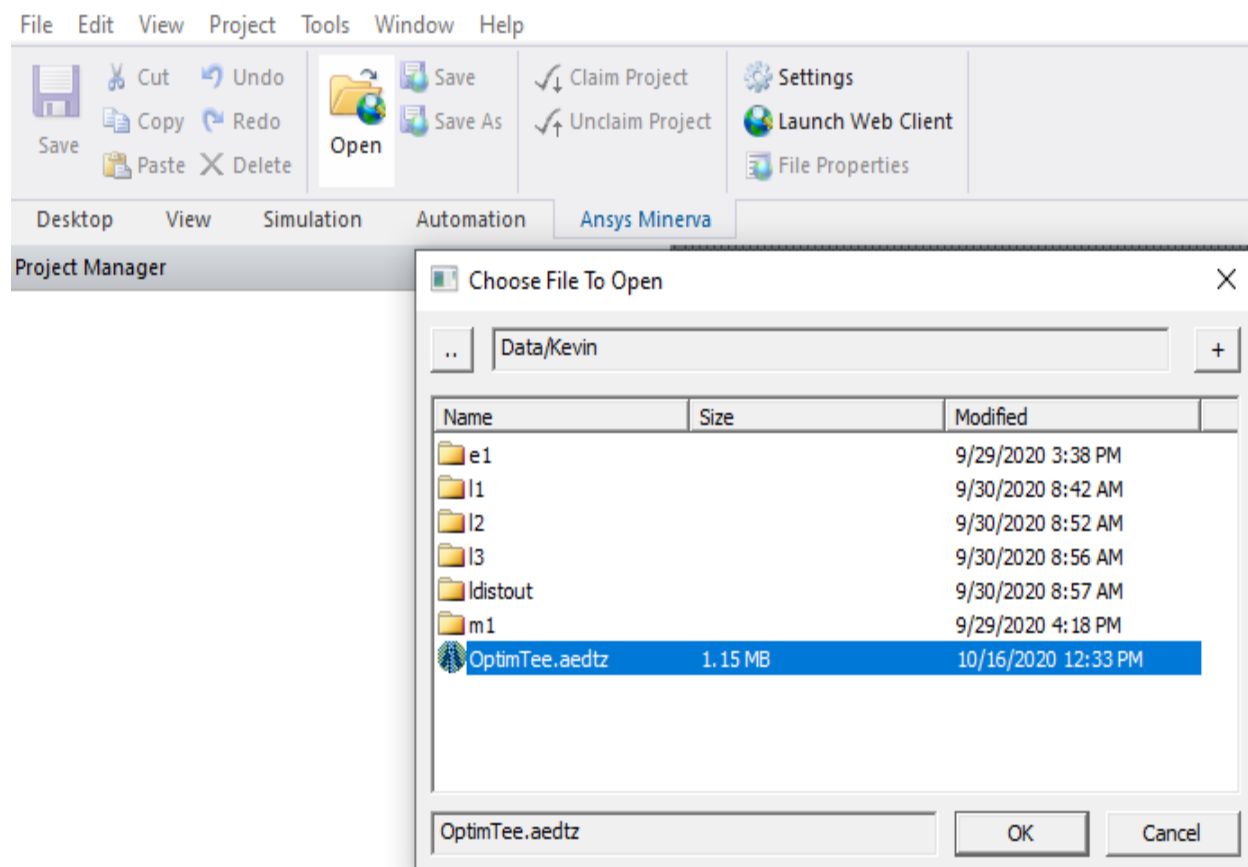 File Edit View Project Tools Window Help
Save
Cut
Copy
Paste
Undo
Redo
Delete
Open
Save
Save As
Claim Project
Unclaim Project
Settings
Launch Web Client
File Properties
Desktop View Simulation Automation Ansys Minerva
Project Manager
Choose File To Open
.. Data/Kevin +
Name Size Modified
e1 9/29/2020 3:38 PM
l1 9/30/2020 8:42 AM
l2 9/30/2020 8:52 AM
l3 9/30/2020 8:56 AM
ldistout 9/30/2020 8:57 AM
m1 9/29/2020 4:18 PM
OptimTee.aedtz 1.15 MB 10/16/2020 12:33 PM
OptimTee.aedtz OK Cancel